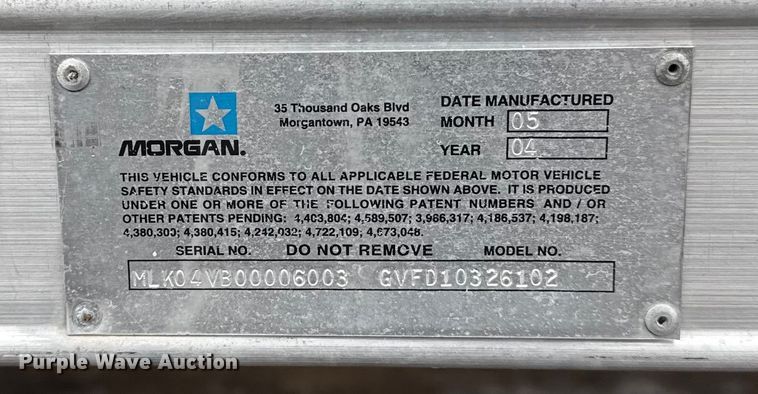 35 Thousand Oaks Blvd
Morgantown, PA 19543
MORGAN.
DATE MANUFACTURED
MONTH 05
YEAR 04
THIS VEHICLE CONFORMS TO ALL APPLICABLE FEDERAL MOTOR VEHICLE
SAFETY STANDARDS IN EFFECT ON THE DATE SHOWN ABOVE. IT IS PRODUCED
UNDER ONE OR MORE OF THE FOLLOWING PATENT NUMBERS AND / OR
OTHER PATENTS PENDING: 4,403,804; 4,589,507; 3,966,317; 4,186,537; 4,198,187;
4,380,303; 4,380,415; 4,242,032; 4,722,109; 4,673,048.
SERIAL NO. DO NOT REMOVE MODEL NO.
MLK04VB00006003 GVFD10326102
Purple Wave Auction